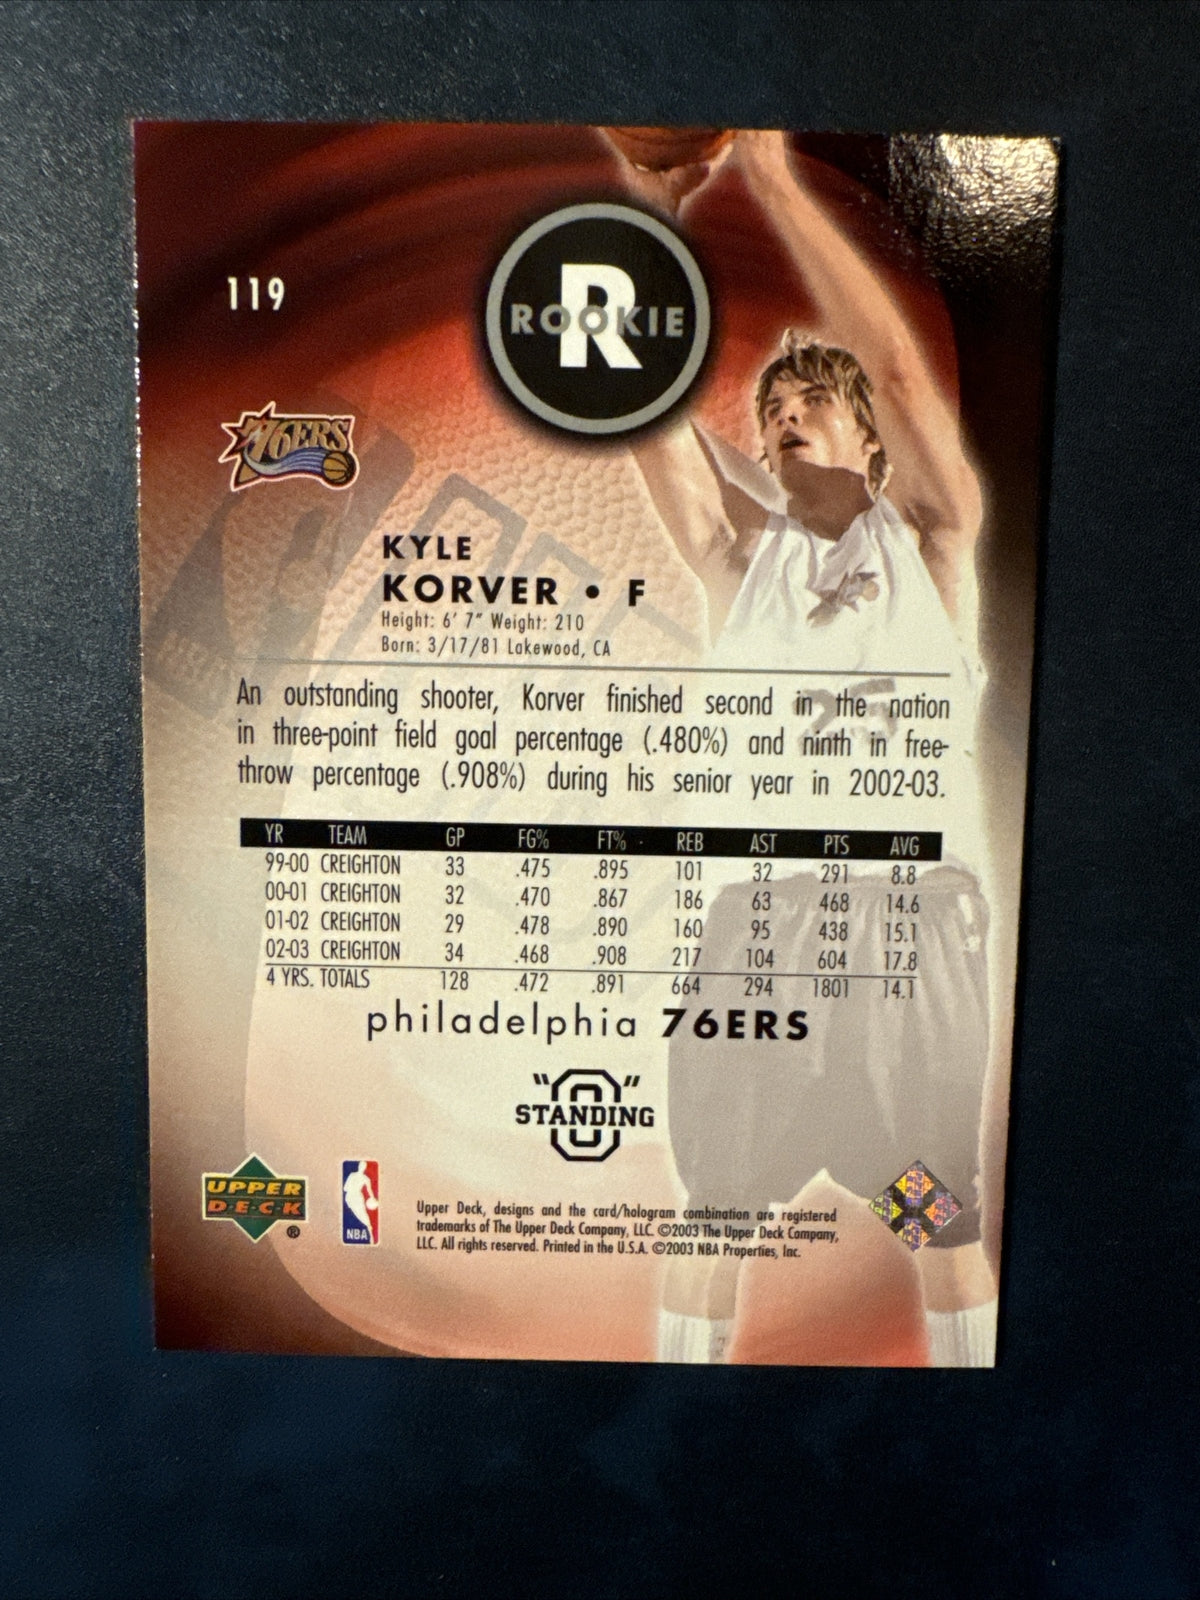 119
R
ROOKIE
76ERS
KYLE
KORVER • F
Height: 6' 7" Weight: 210
Born: 3/17/81 Lakewood, CA
An outstanding shooter, Korver finished second in the nation
in three-point field goal percentage (.480%) and ninth in free-
throw percentage (.908%) during his senior year in 2002-03.
YR TEAM GP FG% FT% REB AST PTS AVG
99-00 CREIGHTON 33 .475 .895 101 32 291 8.8
00-01 CREIGHTON 32 .470 .867 186 63 468 14.6
01-02 CREIGHTON 29 .478 .890 160 95 438 15.1
02-03 CREIGHTON 34 .468 .908 217 104 604 17.8
4 YRS. TOTALS 128 .472 .891 664 294 1801 14.1
philadelphia 76ERS
"O"
STANDING
UPPER
D·E·C·K
®
NBA
Upper Deck, designs and the card/hologram combination are registered
trademarks of The Upper Deck Company, LLC. ©2003 The Upper Deck Company,
LLC. All rights reserved. Printed in the U.S.A. ©2003 NBA Properties, Inc.